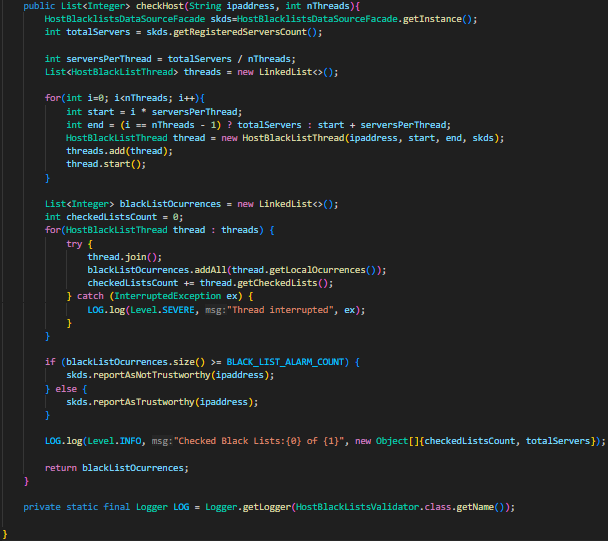 public List<Integer> checkHost(String ipaddress, int nThreads){
HostBlacklistsDataSourceFacade skds=HostBlacklistsDataSourceFacade.getInstance();
int totalServers = skds.getRegisteredServersCount();
int serversPerThread = totalServers / nThreads;
List<HostBlackListThread> threads = new LinkedList<>();
for(int i=0; i<nThreads; i++){
int start = i * serversPerThread;
int end = (i == nThreads - 1) ? totalServers : start + serversPerThread;
HostBlackListThread thread = new HostBlackListThread(ipaddress, start, end, skds);
threads.add(thread);
thread.start();
}
List<Integer> blackListOcurrences = new LinkedList<>();
int checkedListsCount = 0;
for(HostBlackListThread thread : threads) {
try {
thread.join();
blackListOcurrences.addAll(thread.getLocalOcurrences());
checkedListsCount += thread.getCheckedLists();
} catch (InterruptedException ex) {
LOG.log(Level.SEVERE, msg:"Thread interrupted", ex);
}
}
if (blackListOcurrences.size() >= BLACK_LIST_ALARM_COUNT) {
skds.reportAsNotTrustworthy(ipaddress);
} else {
skds.reportAsTrustworthy(ipaddress);
}
LOG.log(Level.INFO, msg:"Checked Black Lists:{0} of {1}", new Object[]{checkedListsCount, totalServers});
return blackListOcurrences;
}
private static final Logger LOG = Logger.getLogger(HostBlackListsValidator.class.getName());
}